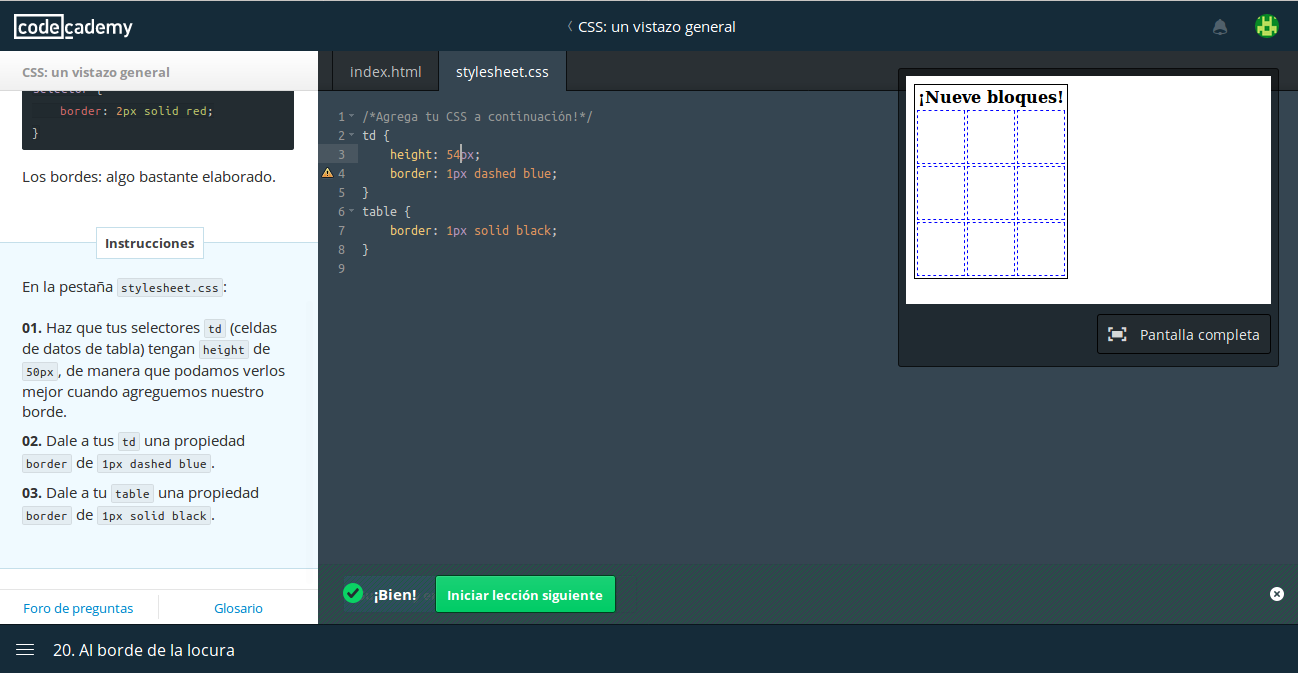 codecademy
CSS: un vistazo general
CSS: un vistazo general
selector {
border: 2px solid red;
}
Los bordes: algo bastante elaborado.
Instrucciones
En la pestaña stylesheet.css:
01. Haz que tus selectores td (celdas
de datos de tabla) tengan height de
50px, de manera que podamos verlos
mejor cuando agreguemos nuestro
borde.
02. Dale a tus td una propiedad
border de 1px dashed blue.
03. Dale a tu table una propiedad
border de 1px solid black.
Foro de preguntas
Glosario
index.html
stylesheet.css
1 /*Agrega tu CSS a continuación!*/
2 td {
3 height: 54px;
4 border: 1px dashed blue;
5 }
6 table {
7 border: 1px solid black;
8 }
9
¡Nueve bloques!
Pantalla completa
¡Bien!
Iniciar lección siguiente
20. Al borde de la locura